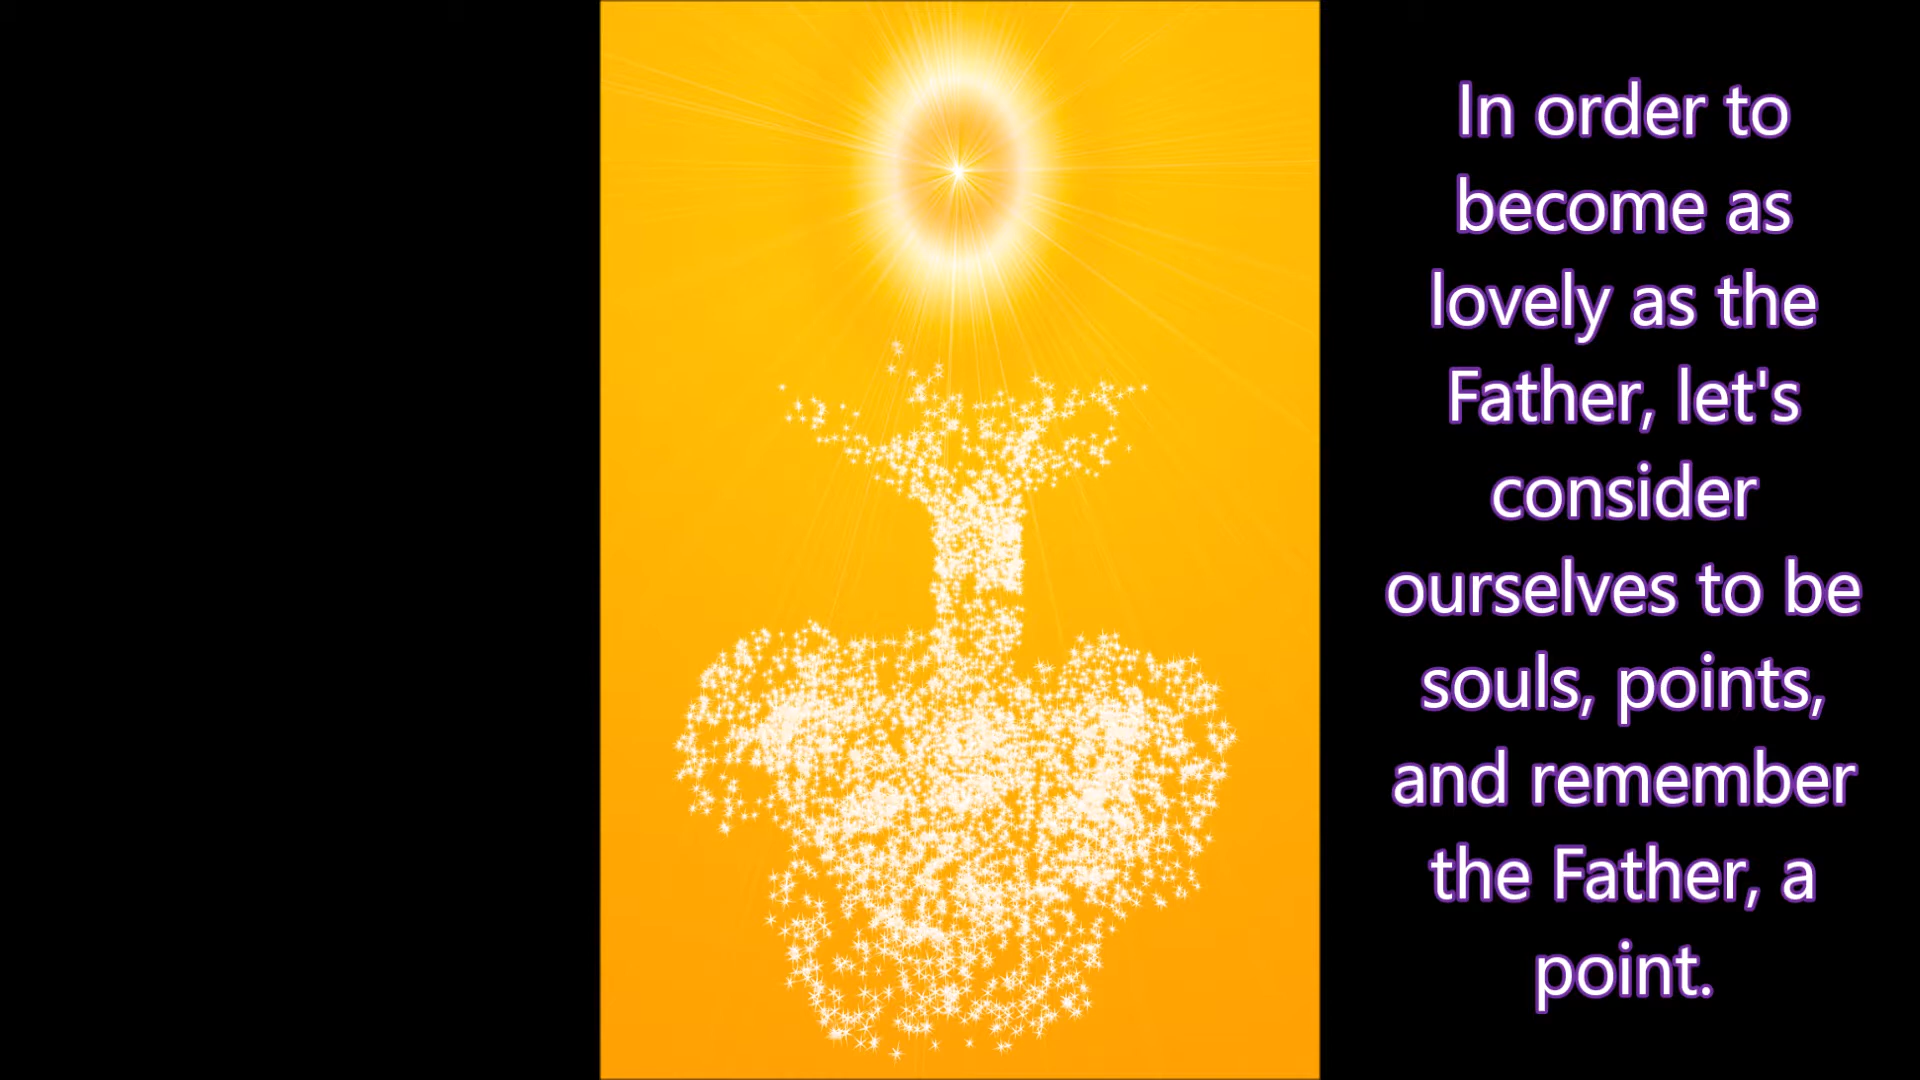 In order to
become as
lovely as the
Father, let's
consider
ourselves to be
souls, points,
and remember
the Father, a
point.